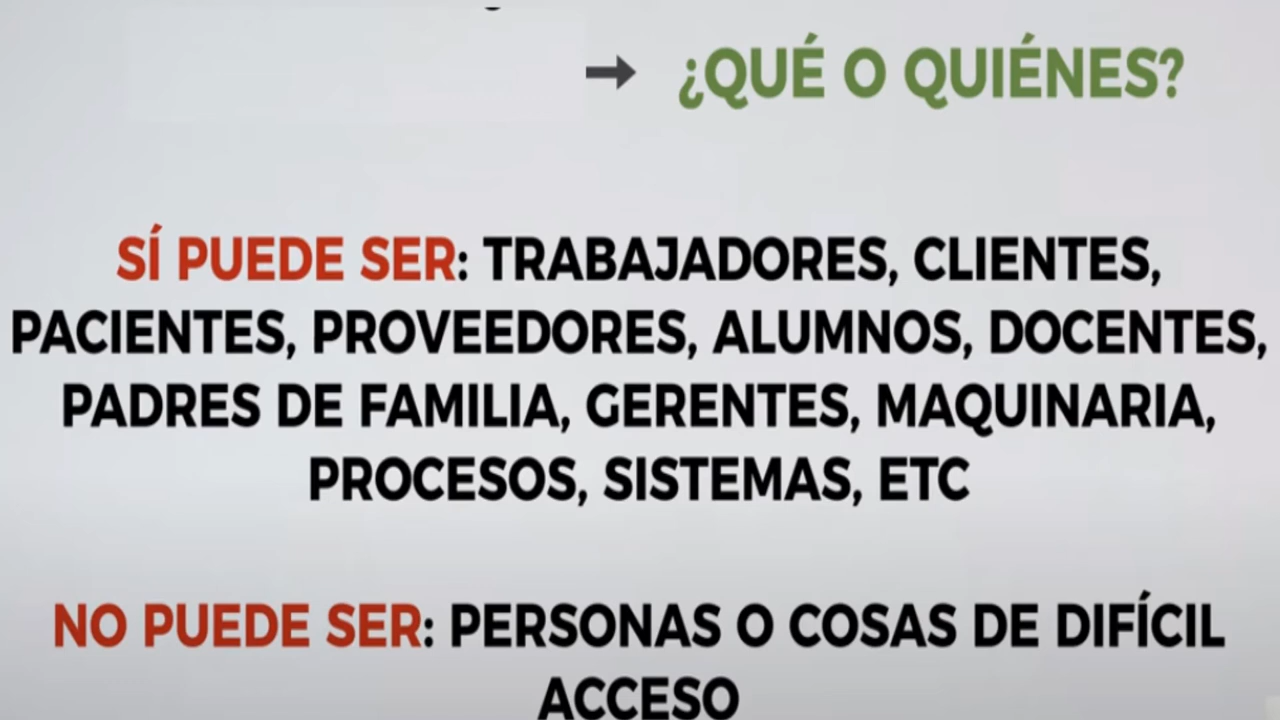 → ¿QUÉ O QUIÉNES?
SÍ PUEDE SER: TRABAJADORES, CLIENTES,
PACIENTES, PROVEEDORES, ALUMNOS, DOCENTES,
PADRES DE FAMILIA, GERENTES, MAQUINARIA,
PROCESOS, SISTEMAS, ETC
NO PUEDE SER: PERSONAS O COSAS DE DIFÍCIL
ACCESO